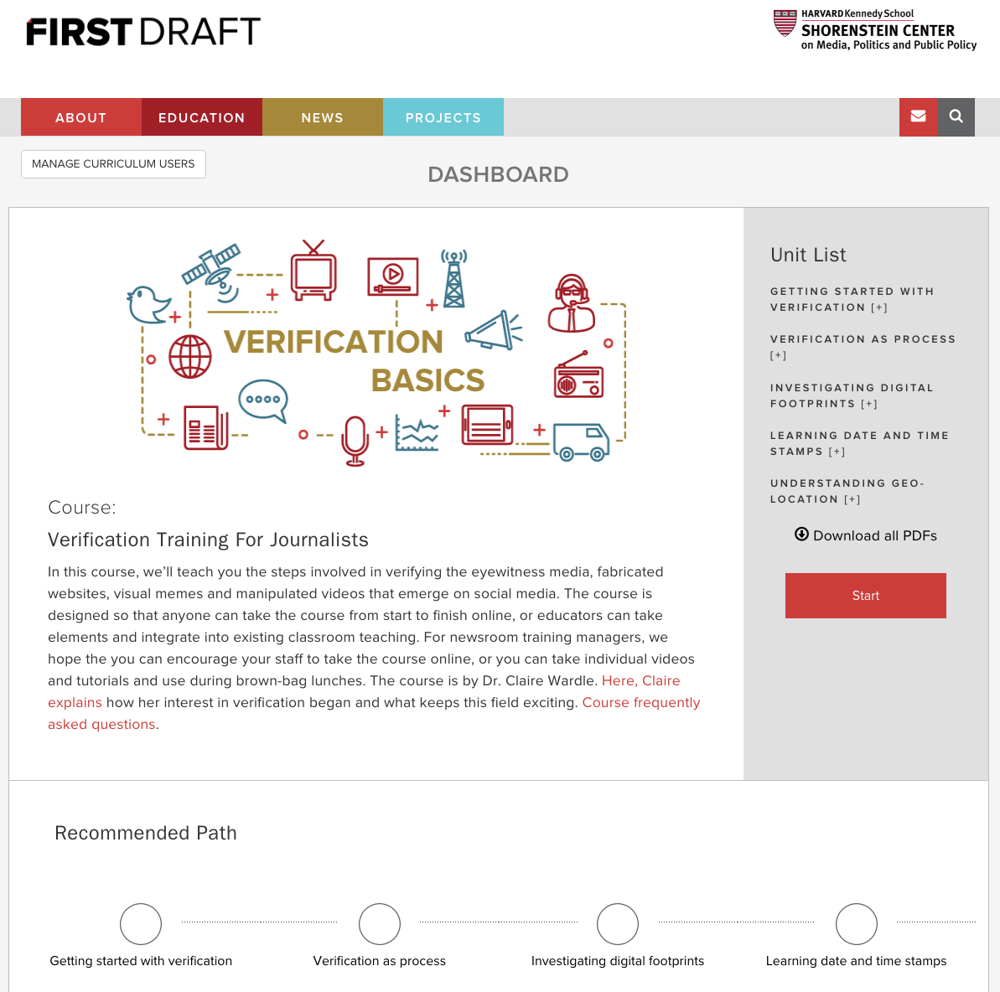 FIRST DRAFT
HARVARD Kennedy School
SHORENSTEIN CENTER
on Media, Politics and Public Policy
ABOUT
EDUCATION
NEWS
PROJECTS
MANAGE CURRICULUM USERS
DASHBOARD
VERIFICATION
BASICS
Course:
Verification Training For Journalists
In this course, we’ll teach you the steps involved in verifying the eyewitness media, fabricated
websites, visual memes and manipulated videos that emerge on social media. The course is
designed so that anyone can take the course from start to finish online, or educators can take
elements and integrate into existing classroom teaching. For newsroom training managers, we
hope the you can encourage your staff to take the course online, or you can take individual videos
and tutorials and use during brown-bag lunches. The course is by Dr. Claire Wardle. Here, Claire
explains how her interest in verification began and what keeps this field exciting. Course frequently
asked questions.
Unit List
GETTING STARTED WITH
VERIFICATION [+]
VERIFICATION AS PROCESS
[+]
INVESTIGATING DIGITAL
FOOTPRINTS [+]
LEARNING DATE AND TIME
STAMPS [+]
UNDERSTANDING GEO-
LOCATION [+]
Download all PDFs
Start
Recommended Path
Getting started with verification
Verification as process
Investigating digital footprints
Learning date and time stamps